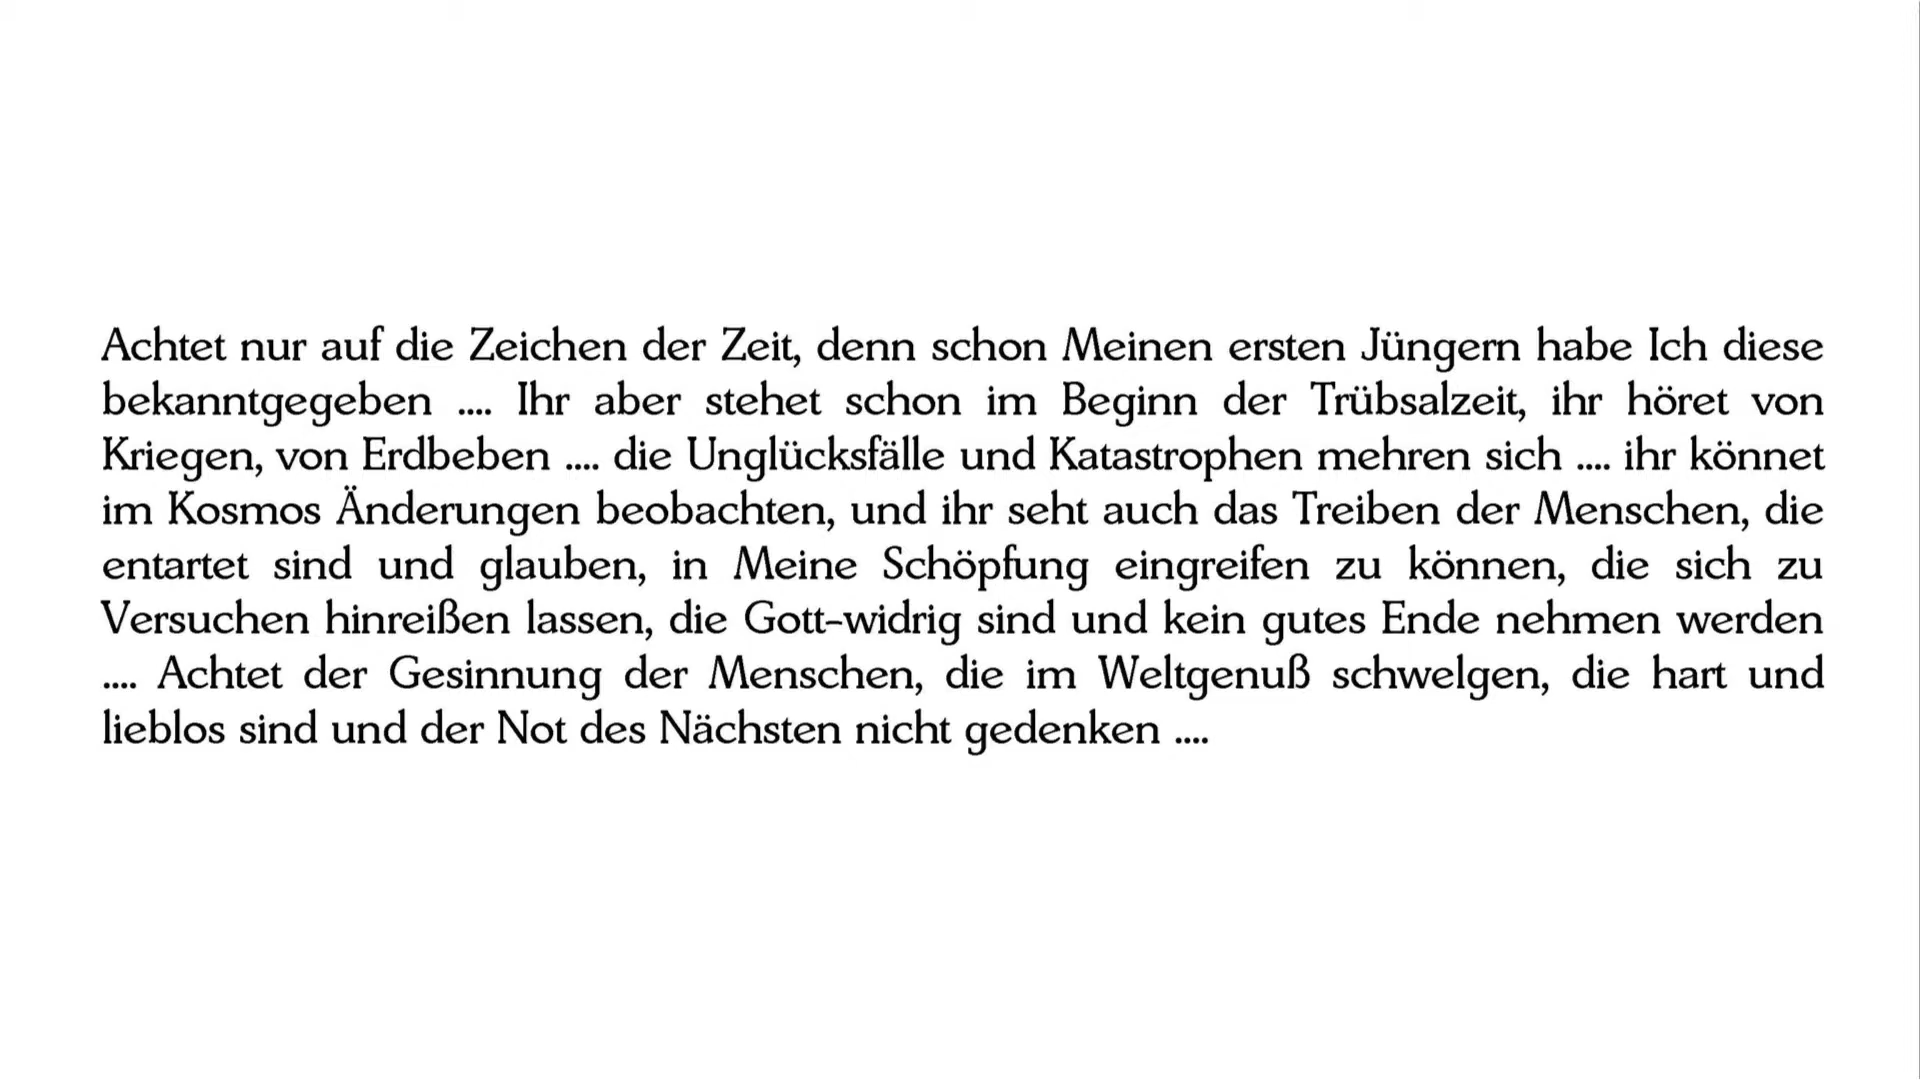 Achtet nur auf die Zeichen der Zeit, denn schon Meinen ersten Jüngern habe Ich diese
bekanntgegeben .... Ihr aber stehet schon im Beginn der Trübsalzeit, ihr höret von
Kriegen, von Erdbeben .... die Unglücksfälle und Katastrophen mehren sich .... ihr könnet
im Kosmos Änderungen beobachten, und ihr seht auch das Treiben der Menschen, die
entartet sind und glauben, in Meine Schöpfung eingreifen zu können, die sich zu
Versuchen hinreißen lassen, die Gott-widrig sind und kein gutes Ende nehmen werden
.... Achtet der Gesinnung der Menschen, die im Weltgenuß schwelgen, die hart und
lieblos sind und der Not des Nächsten nicht gedenken ....